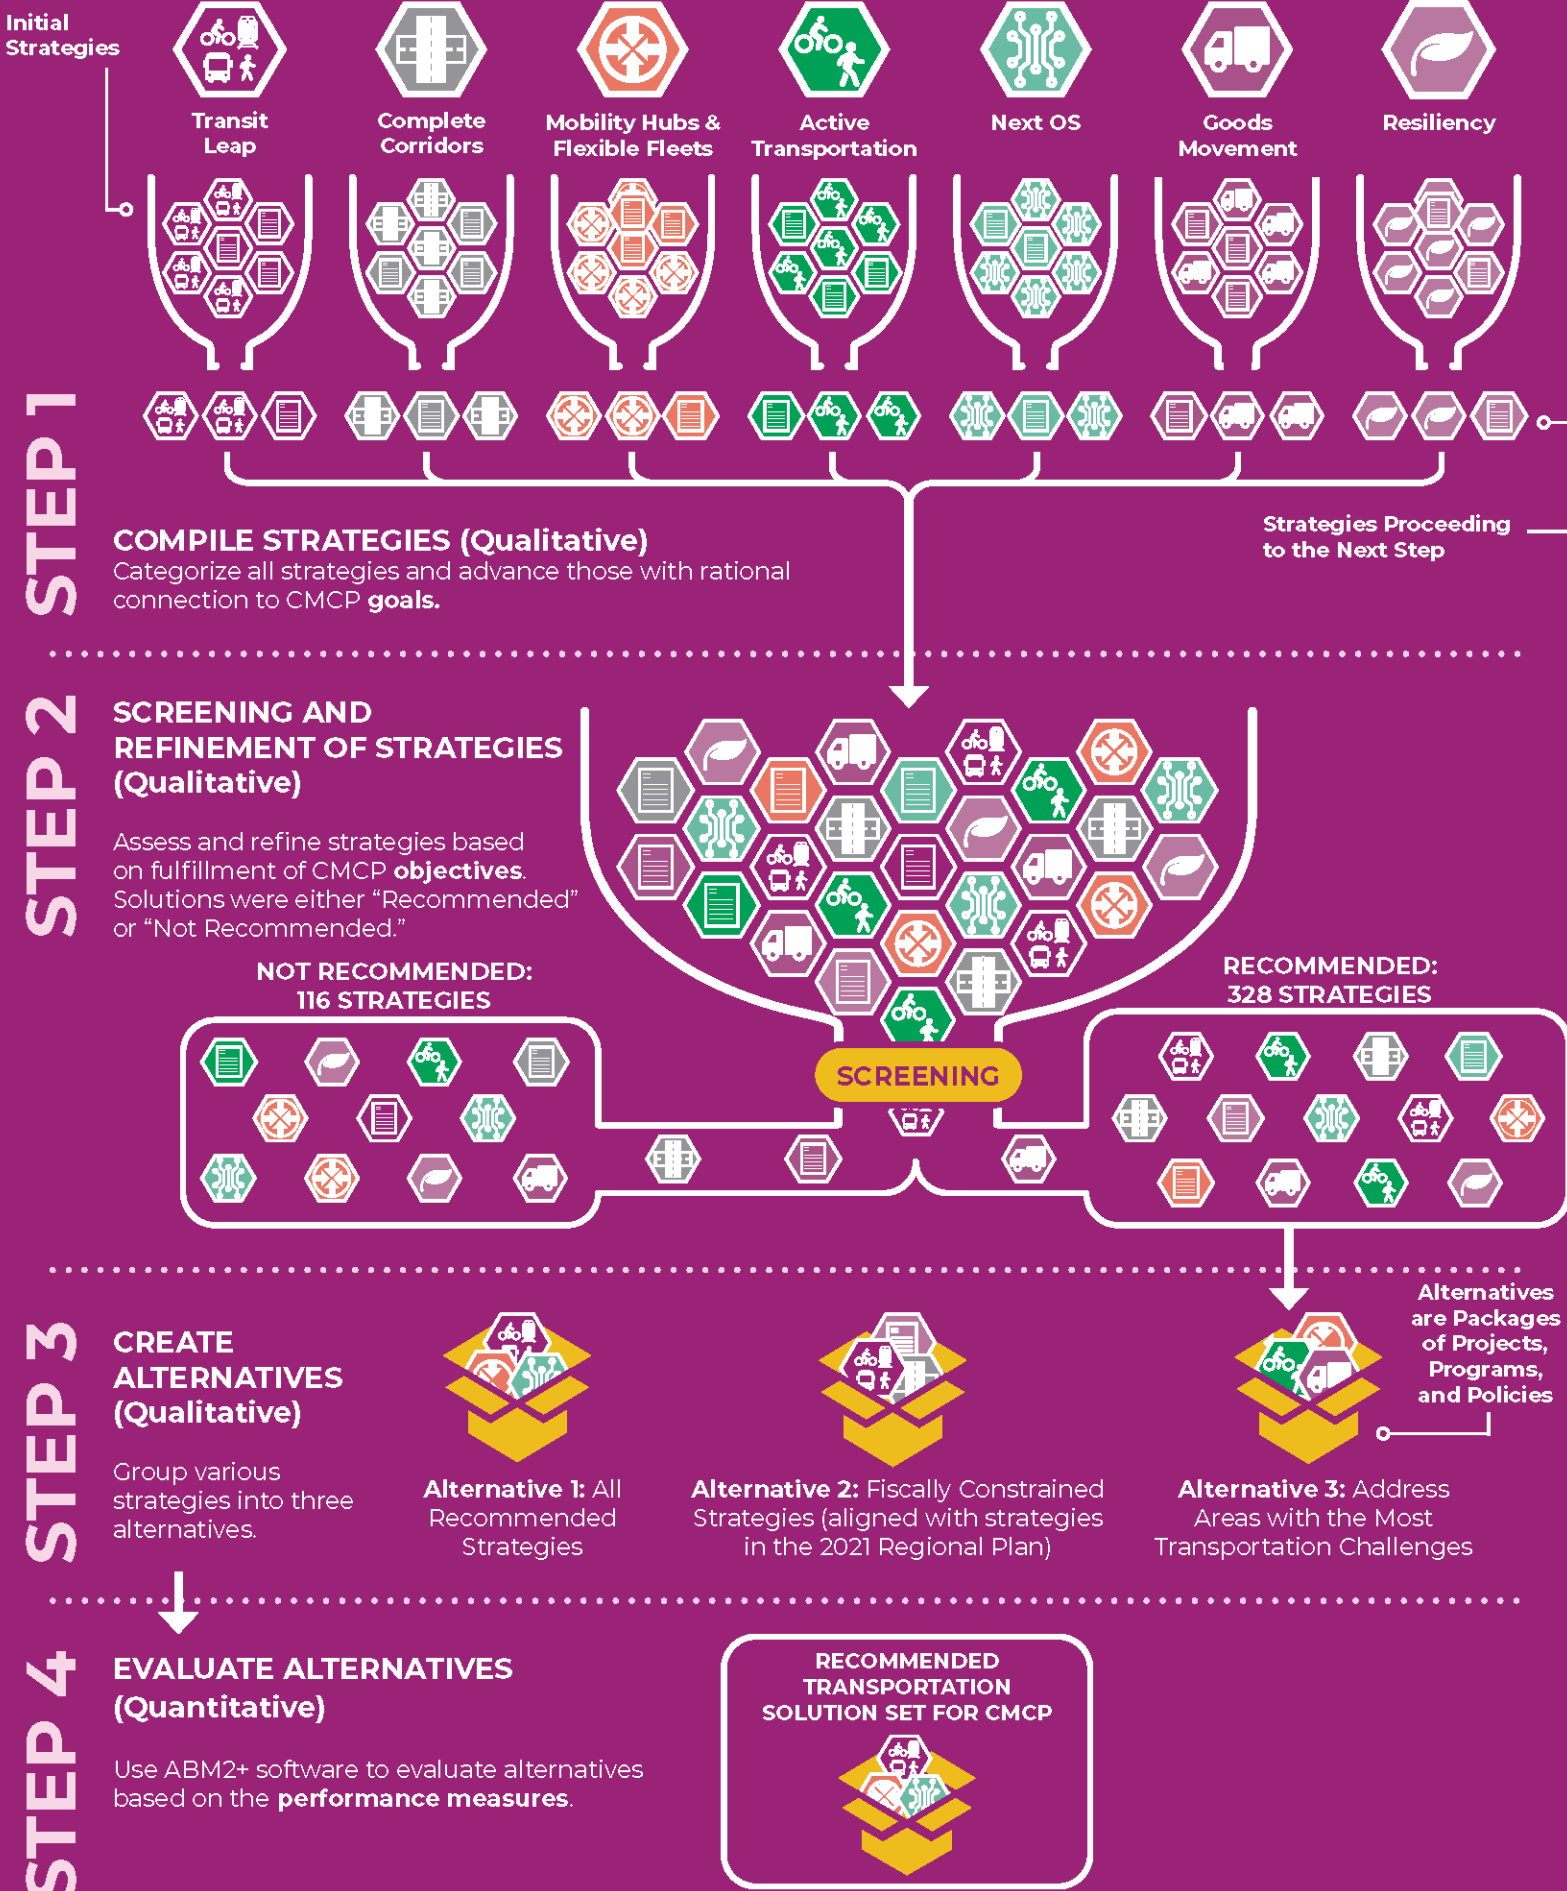 Initial
Strategies
Transit
Leap
Complete
Corridors
Mobility Hubs &
Flexible Fleets
Active
Transportation
Next OS
Goods
Movement
Resiliency
STEP 1
COMPILE STRATEGIES (Qualitative)
Categorize all strategies and advance those with rational
connection to CMCP goals.
Strategies Proceeding
to the Next Step
STEP 2
SCREENING AND
REFINEMENT OF STRATEGIES
(Qualitative)
Assess and refine strategies based
on fulfillment of CMCP objectives.
Solutions were either “Recommended”
or “Not Recommended.”
NOT RECOMMENDED:
116 STRATEGIES
RECOMMENDED:
328 STRATEGIES
SCREENING
STEP 3
CREATE
ALTERNATIVES
(Qualitative)
Group various
strategies into three
alternatives.
Alternative 1: All
Recommended
Strategies
Alternative 2: Fiscally Constrained
Strategies (aligned with strategies
in the 2021 Regional Plan)
Alternative 3: Address
Areas with the Most
Transportation Challenges
Alternatives
are Packages
of Projects,
Programs,
and Policies
STEP 4
EVALUATE ALTERNATIVES
(Quantitative)
Use ABM2+ software to evaluate alternatives
based on the performance measures.
RECOMMENDED
TRANSPORTATION
SOLUTION SET FOR CMCP